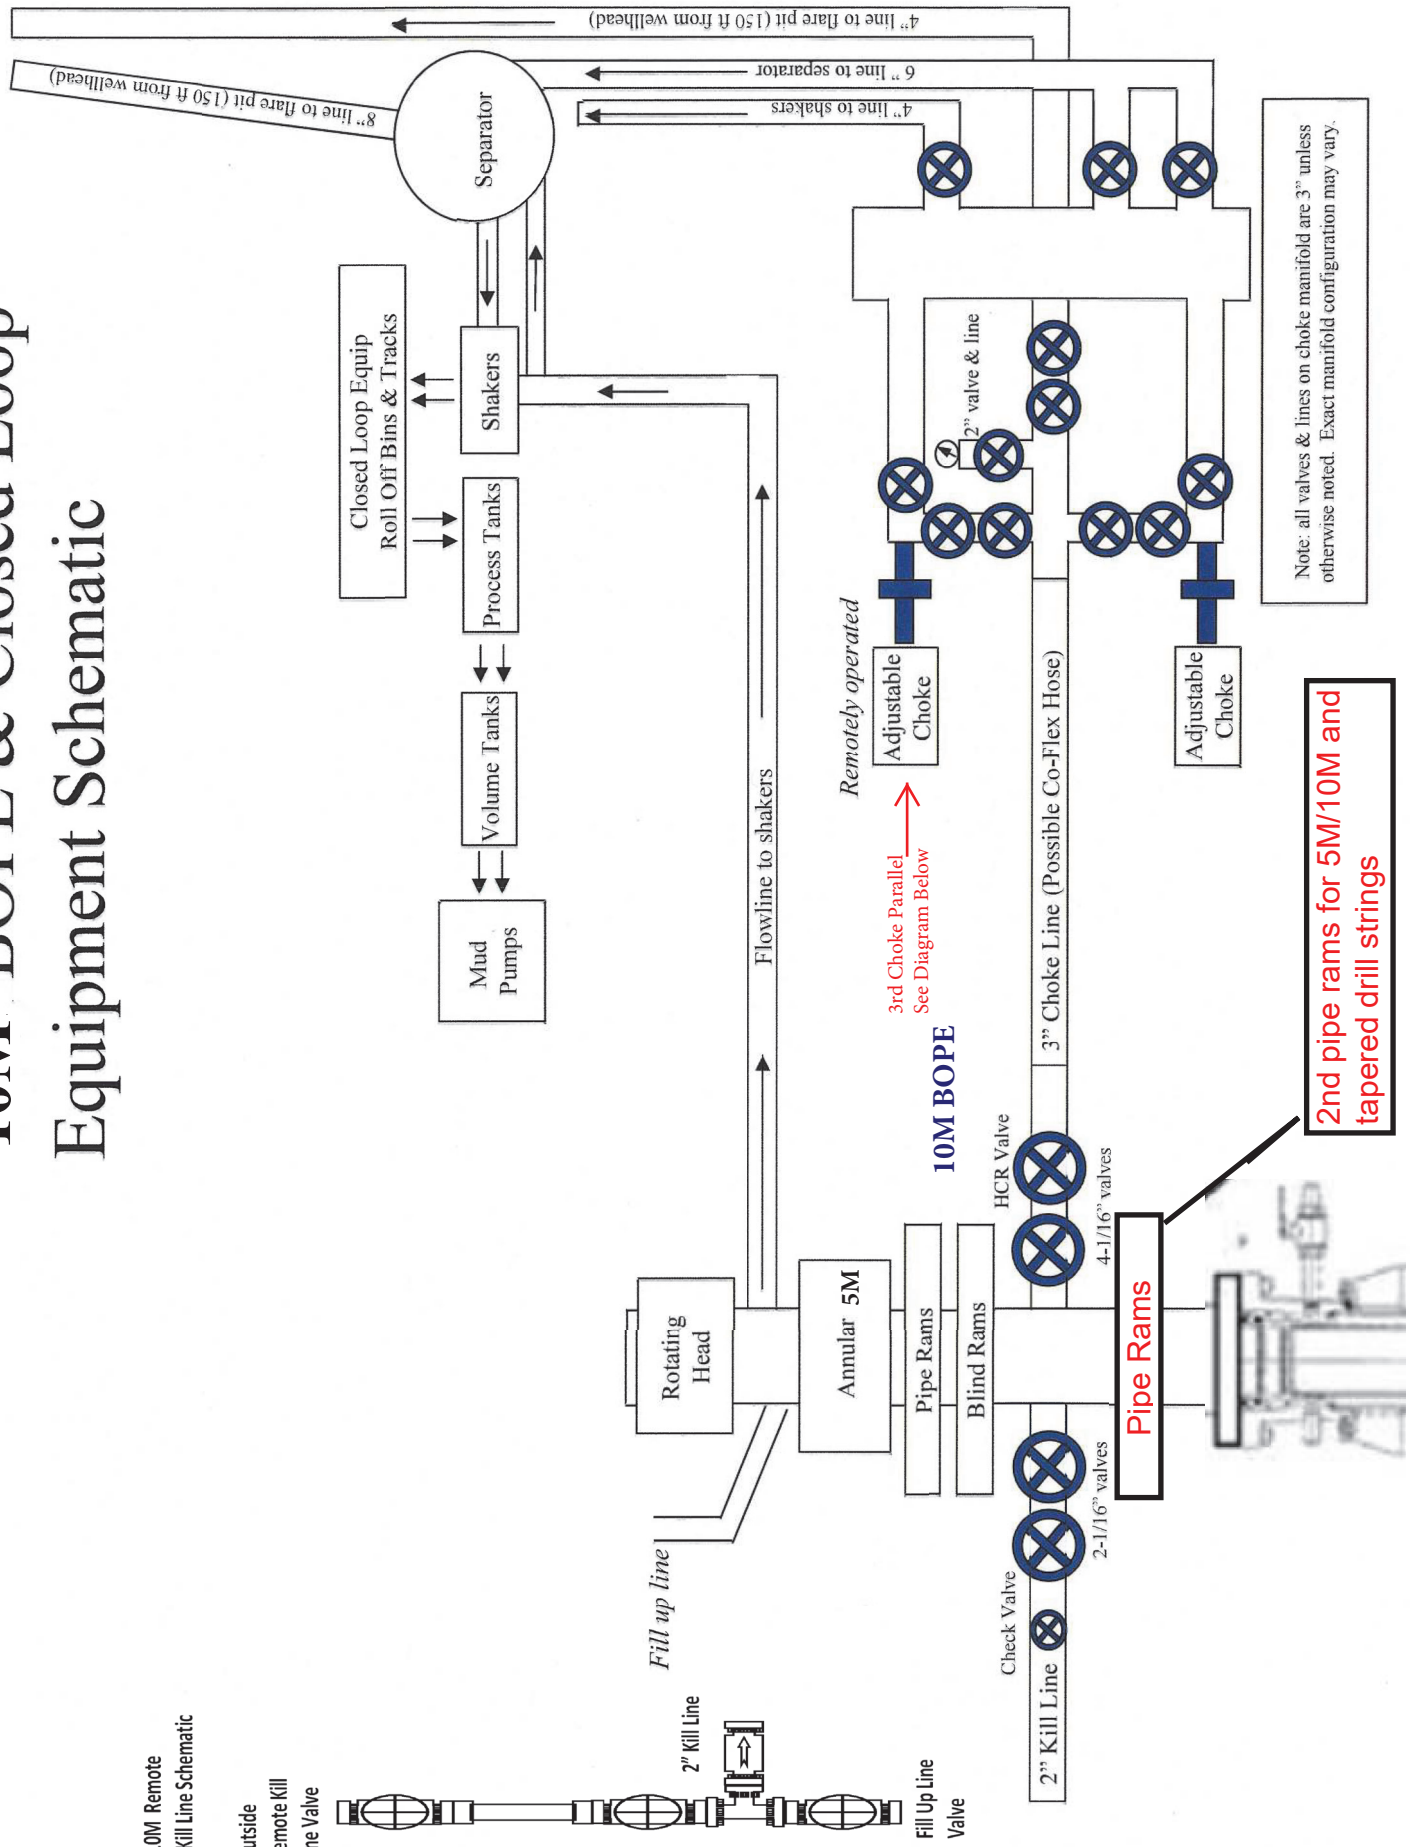 10M BOPE & Closed Loop
Equipment Schematic
4" line to flare pit (150 ft from wellhead)
8" line to flare pit (150 ft from wellhead)
6" line to separator
4" line to shakers
Separator
Closed Loop Equip
Roll Off Bins & Tracks
Shakers
Process Tanks
Volume Tanks
Mud
Pumps
Flowline to shakers
Rotating
Head
Fill up line
Annular 5M
Pipe Rams
Blind Rams
10M BOPE
3rd Choke Parallel
See Diagram Below
Remotely operated
Adjustable
Choke
2" valve & line
HCR Valve
3" Choke Line (Possible Co-Flex Hose)
4-1/16" valves
Check Valve
2" Kill Line
2-1/16" valves
Pipe Rams
Adjustable
Choke
Note: all valves & lines on choke manifold are 3" unless
otherwise noted. Exact manifold configuration may vary.
2nd pipe rams for 5M/10M and
tapered drill strings
Remote
Kill Line Schematic
2" Kill Line
Fill Up Line
Valve